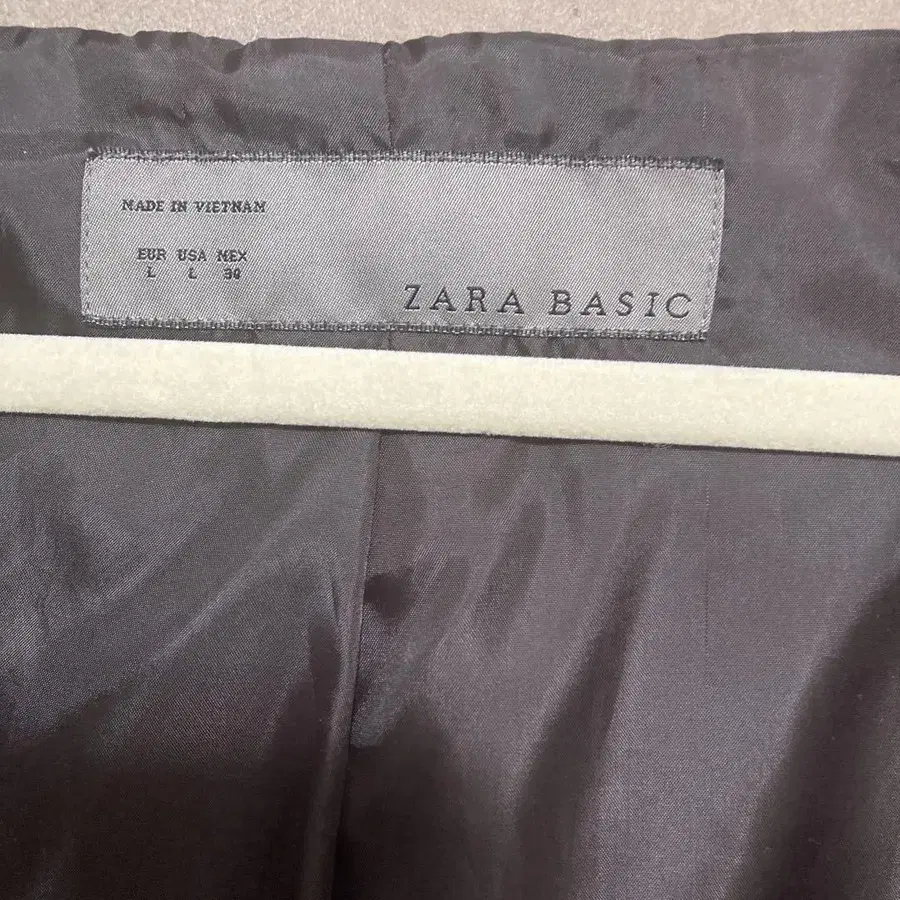 MADE IN VIETNAM
EUR USA MEX
L L 30
ZARA BASIC